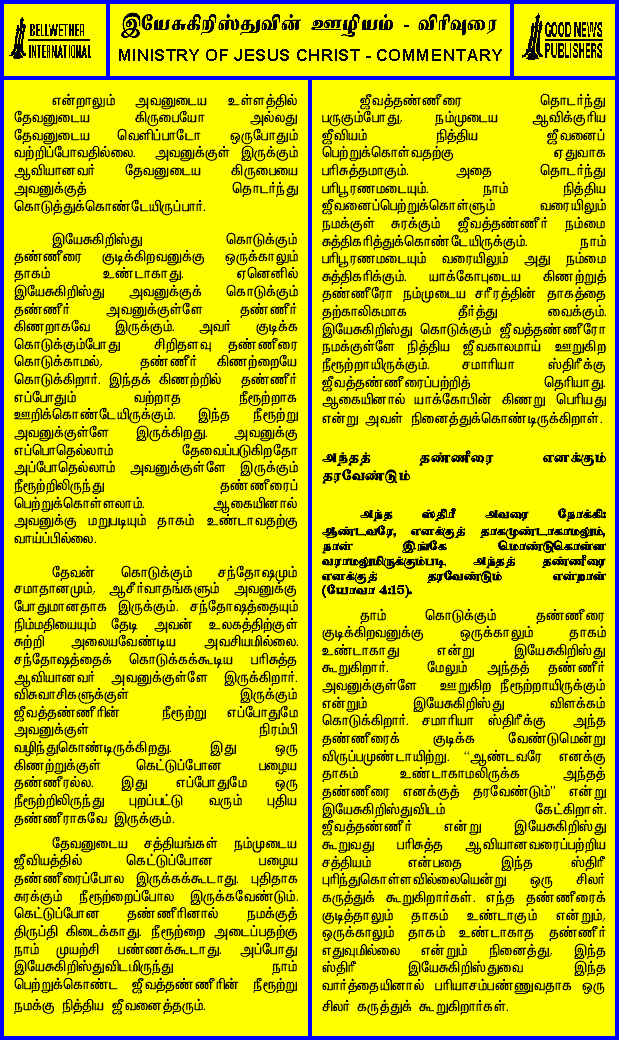 BELLWETHER
INTERNATIONAL
இயேசுகிறிஸ்துவின் ஊழியம் - விரிவுரை
MINISTRY OF JESUS CHRIST - COMMENTARY
GOOD NEWS
PUBLISHERS
என்றாலும் அவனுடைய உள்ளத்தில்
தேவனுடைய கிருபையோ அல்லது
தேவனுடைய வெளிப்பாடோ ஒருபோதும்
வற்றிப்போவதில்லை. அவனுக்குள் இருக்கும்
ஆவியானவர் தேவனுடைய கிருபையை
அவனுக்குத் தொடர்ந்து
கொடுத்துக்கொண்டேயிருப்பார்.
இயேசுகிறிஸ்து கொடுக்கும்
தண்ணீரை குடிக்கிறவனுக்கு ஒருக்காலும்
தாகம் உண்டாகாது. ஏனெனில்
இயேசுகிறிஸ்து அவனுக்குக் கொடுக்கும்
தண்ணீர் அவனுக்குள்ளே தண்ணீர்
கிணறாகவே இருக்கும். அவர் குடிக்க
கொடுக்கும்போது சிறிதளவு தண்ணீரை
கொடுக்காமல், தண்ணீர் கிணற்றையே
கொடுக்கிறார். இந்தக் கிணற்றில் தண்ணீர்
எப்போதும் வற்றாத நீரூற்றாக
ஊறிக்கொண்டேயிருக்கும். இந்த நீரூற்று
அவனுக்குள்ளே இருக்கிறது. அவனுக்கு
எப்பொதெல்லாம் தேவைப்படுகிறதோ
அப்போதெல்லாம் அவனுக்குள்ளே இருக்கும்
நீரூற்றிலிருந்து தண்ணீரைப்
பெற்றுக்கொள்ளலாம். ஆகையினால்
அவனுக்கு மறுபடியும் தாகம் உண்டாவதற்கு
வாய்ப்பில்லை.
தேவன் கொடுக்கும் சந்தோஷமும்
சமாதானமும், ஆசீர்வாதங்களும் அவனுக்கு
போதுமானதாக இருக்கும். சந்தோஷத்தையும்
நிம்மதியையும் தேடி அவன் உலகத்திற்குள்
சுற்றி அலையவேண்டிய அவசியமில்லை.
சந்தோஷத்தைக் கொடுக்கக்கூடிய பரிசுத்த
ஆவியானவர் அவனுக்குள்ளே இருக்கிறார்.
விசுவாசிகளுக்குள் இருக்கும்
ஜீவத்தண்ணீரின் நீரூற்று எப்போதுமே
அவனுக்குள் நிரம்பி
வழிந்துகொண்டிருக்கிறது. இது ஒரு
கிணற்றுக்குள் கெட்டுப்போன பழைய
தண்ணீரல்ல. இது எப்போதுமே ஒரு
நீரூற்றிலிருந்து புறப்பட்டு வரும் புதிய
தண்ணீராகவே இருக்கும்.
தேவனுடைய சத்தியங்கள் நம்முடைய
ஜீவியத்தில் கெட்டுப்போன பழைய
தண்ணீரைப்போல இருக்கக்கூடாது. புதிதாக
சுரக்கும் நீரூற்றைப்போல இருக்கவேண்டும்.
கெட்டுப்போன தண்ணீரினால் நமக்குத்
திருப்தி கிடைக்காது. நீரூற்றை அடைப்பதற்கு
நாம் முயற்சி பண்ணக்கூடாது. அப்போது
இயேசுகிறிஸ்துவிடமிருந்து நாம்
பெற்றுக்கொண்ட ஜீவத்தண்ணீரின் நீரூற்று
நமக்கு நித்திய ஜீவனைத்தரும்.
ஜீவத்தண்ணீரை தொடர்ந்து
பருகும்போது, நம்முடைய ஆவிக்குரிய
ஜீவியம் நித்திய ஜீவனைப்
பெற்றுக்கொள்வதற்கு ஏதுவாக
பரிசுத்தமாகும். அதை தொடர்ந்து
பரிபூரணமடையும். நாம் நித்திய
ஜீவனைப்பெற்றுக்கொள்ளும் வரையிலும்
நமக்குள் சுரக்கும் ஜீவத்தண்ணீர் நம்மை
சுத்திகரித்துக்கொண்டேயிருக்கும். நாம்
பரிபூரணமடையும் வரையிலும் அது நம்மை
சுத்திகரிக்கும். யாக்கோபுடைய கிணற்றுத்
தண்ணீரோ நம்முடைய சரீரத்தின் தாகத்தை
தற்காலிகமாக தீர்த்து வைக்கும்.
இயேசுகிறிஸ்து கொடுக்கும் ஜீவத்தண்ணீரோ
நமக்குள்ளே நித்திய ஜீவகாலமாய் ஊறுகிற
நீரூற்றாயிருக்கும். சமாரியா ஸ்திரீக்கு
ஜீவத்தண்ணீரைப்பற்றித் தெரியாது.
ஆகையினால் யாக்கோபின் கிணறு பெரியது
என்று அவள் நினைத்துக்கொண்டிருக்கிறாள்.
அந்தத் தண்ணீரை எனக்கும்
தரவேண்டும்
அந்த ஸ்திரீ அவரை நோக்கி:
ஆண்டவரே, எனக்குத் தாகமுண்டாகாமலும்,
நான் இங்கே மொண்டுகொள்ள
வராமலுமிருக்கும்படி அந்தத் தண்ணீரை
எனக்குத் தரவேண்டும் என்றாள்
(யோவா 4:15).
தாம் கொடுக்கும் தண்ணீரை
குடிக்கிறவனுக்கு ஒருக்காலும் தாகம்
உண்டாகாது என்று இயேசுகிறிஸ்து
கூறுகிறார். மேலும் அந்தத் தண்ணீர்
அவனுக்குள்ளே ஊறுகிற நீரூற்றாயிருக்கும்
என்றும் இயேசுகிறிஸ்து விளக்கம்
கொடுக்கிறார். சமாரியா ஸ்திரீக்கு அந்த
தண்ணீரைக் குடிக்க வேண்டுமென்று
விருப்பமுண்டாயிற்று. "ஆண்டவரே எனக்கு
தாகம் உண்டாகாமலிருக்க அந்தத்
தண்ணீரை எனக்குத் தரவேண்டும்" என்று
இயேசுகிறிஸ்துவிடம் கேட்கிறாள்.
ஜீவத்தண்ணீர் என்று இயேசுகிறிஸ்து
கூறுவது பரிசுத்த ஆவியானவரைப்பற்றிய
சத்தியம் என்பதை இந்த ஸ்திரீ
புரிந்துகொள்ளவில்லையென்று ஒரு சிலர்
கருத்துக் கூறுகிறார்கள். எந்த தண்ணீரைக்
குடித்தாலும் தாகம் உண்டாகும் என்றும்,
ஒருக்காலும் தாகம் உண்டாகாத தண்ணீர்
எதுவுமில்லை என்றும் நினைத்து, இந்த
ஸ்திரீ இயேசுகிறிஸ்துவை இந்த
வார்த்தையினால் பரியாசம்பண்ணுவதாக ஒரு
சிலர் கருத்துக் கூறுகிறார்கள்.